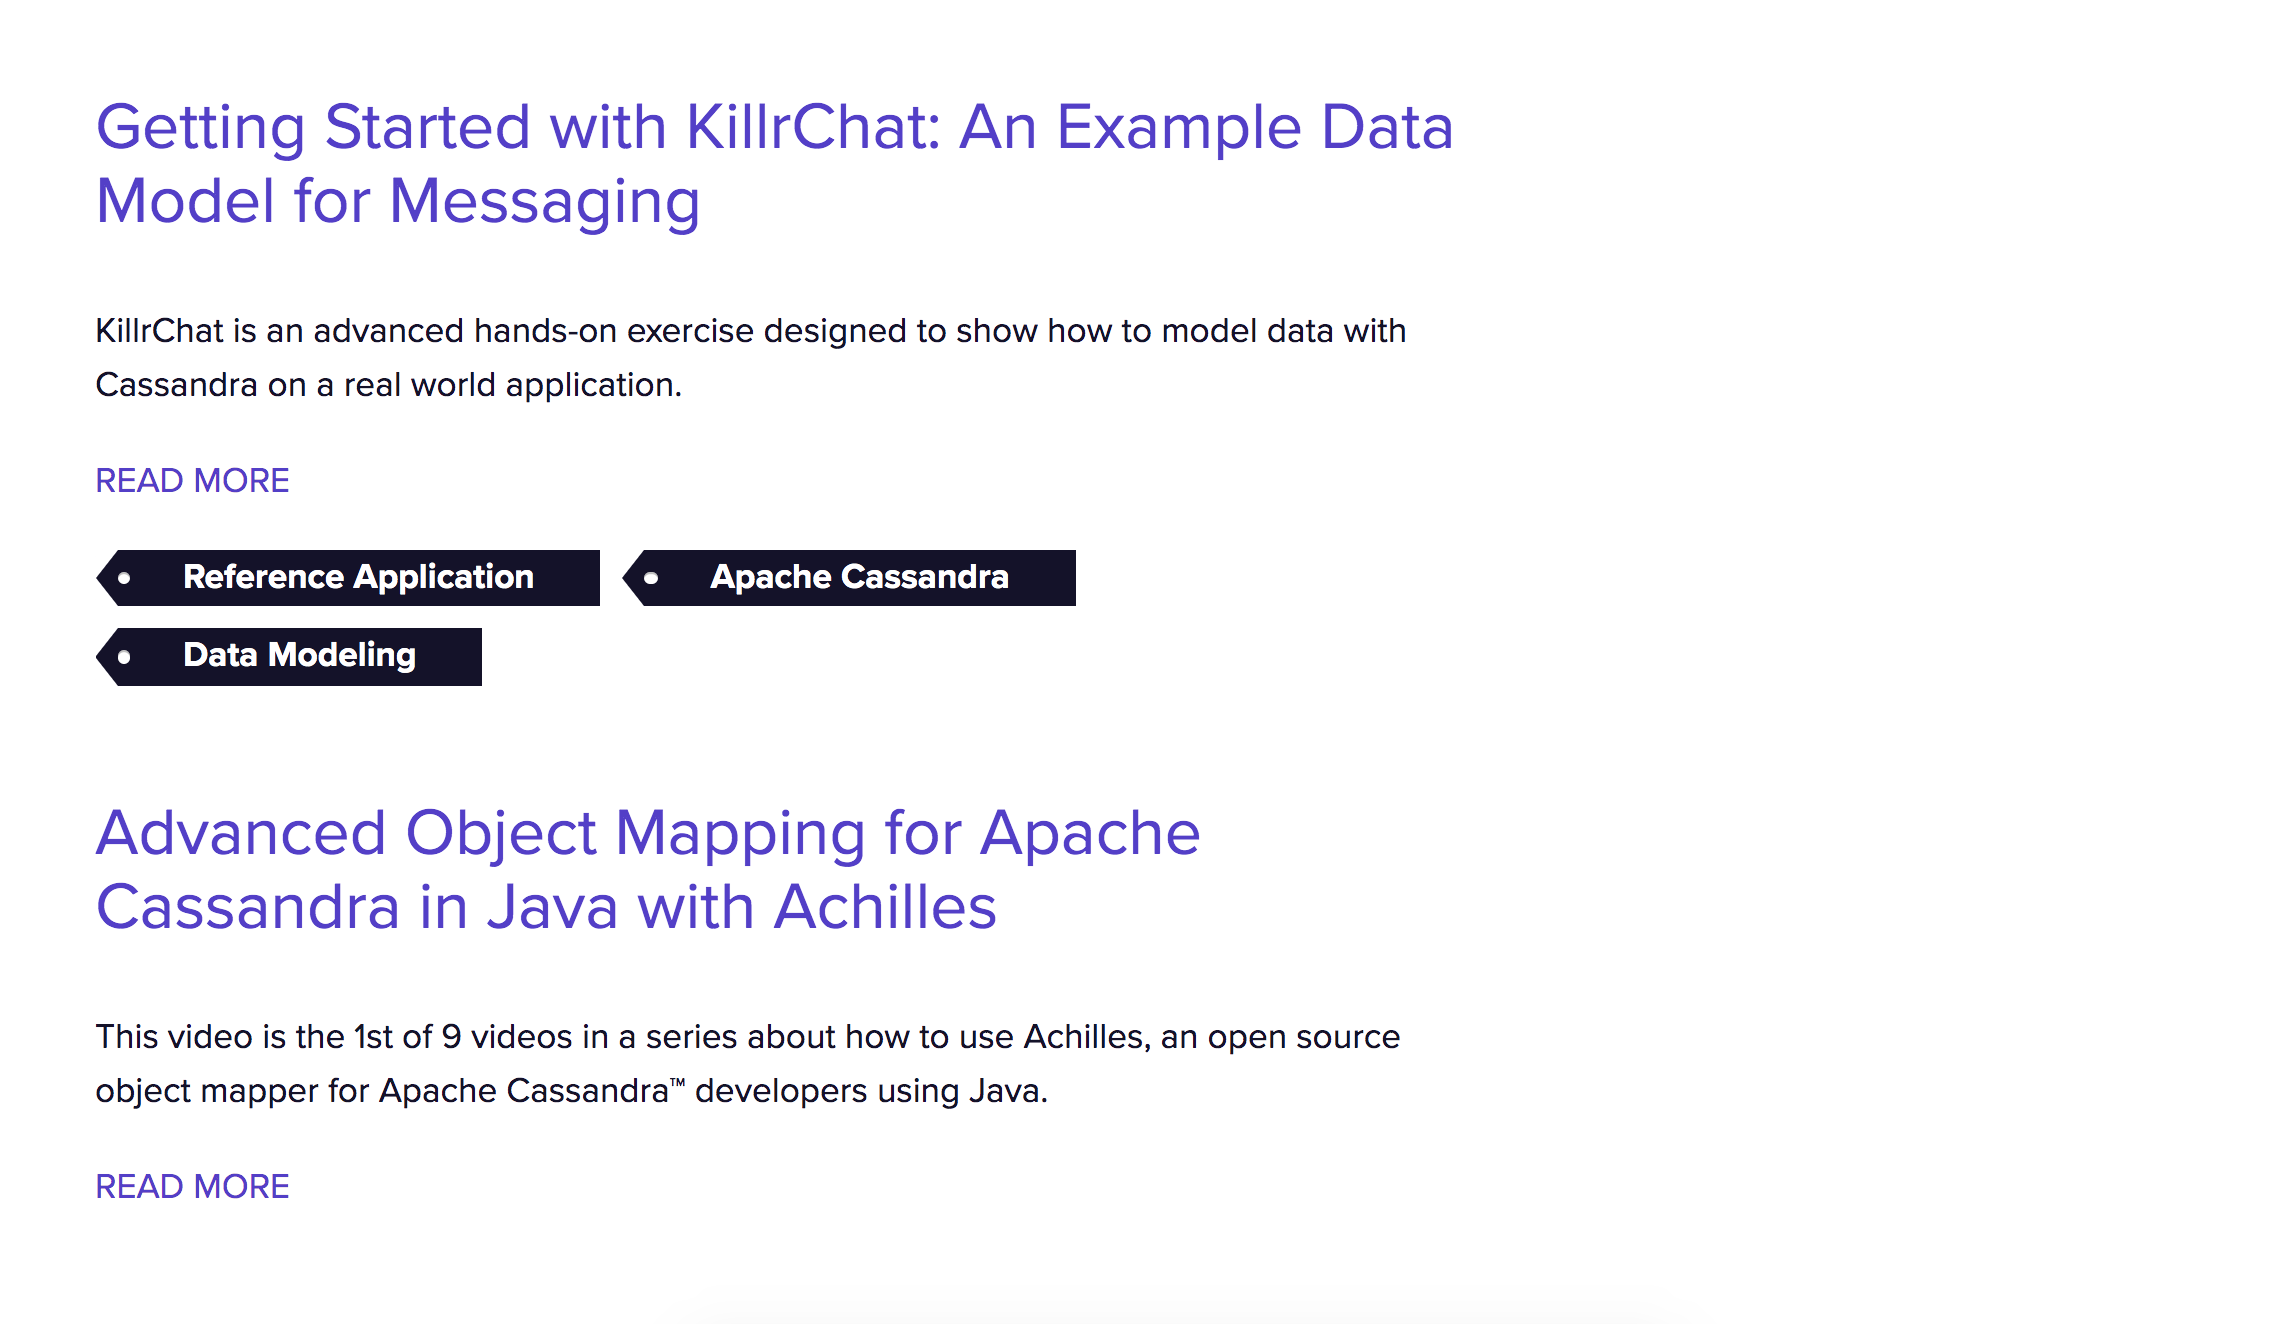 Getting Started with KillrChat: An Example Data
Model for Messaging
KillrChat is an advanced hands-on exercise designed to show how to model data with
Cassandra on a real world application.
READ MORE
Reference Application
Apache Cassandra
Data Modeling
Advanced Object Mapping for Apache
Cassandra in Java with Achilles
This video is the 1st of 9 videos in a series about how to use Achilles, an open source
object mapper for Apache Cassandra™ developers using Java.
READ MORE